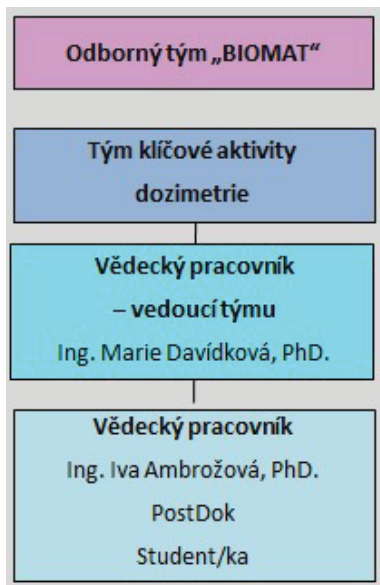 Odborný tým „BIOMAT“
Tým klíčové aktivity
dozimetrie
Vědecký pracovník
– vedoucí týmu
Ing. Marie Davídková, PhD.
Vědecký pracovník
Ing. Iva Ambrožová, PhD.
PostDok
Student/ka